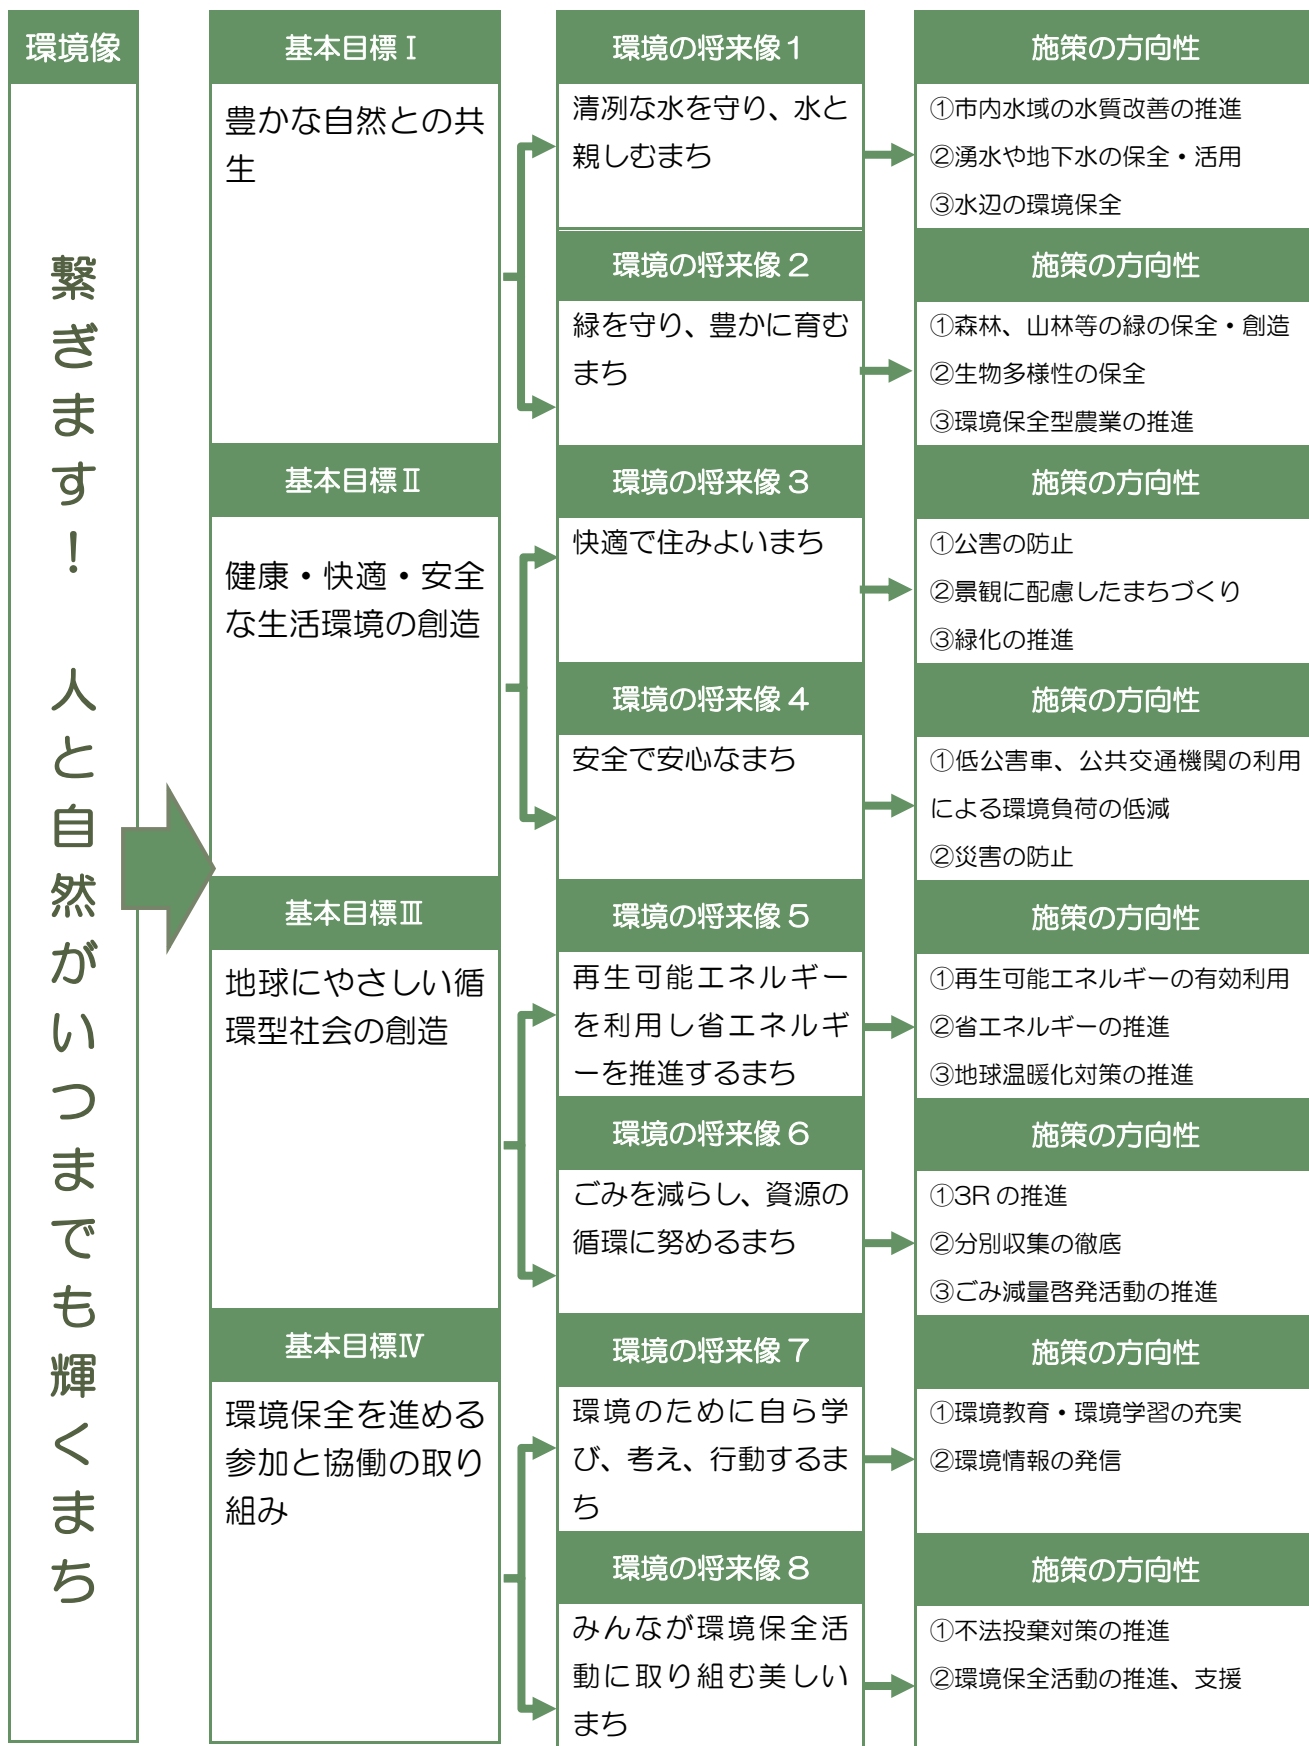 環境像
繋ぎます！　人と自然がいつまでも輝くまち
基本目標Ⅰ
豊かな自然との共
生
環境の将来像１
清冽な水を守り、水と
親しむまち
施策の方向性
①市内水域の水質改善の推進
②湧水や地下水の保全・活用
③水辺の環境保全
環境の将来像２
緑を守り、豊かに育む
まち
施策の方向性
①森林、山林等の緑の保全・創造
②生物多様性の保全
③環境保全型農業の推進
基本目標Ⅱ
健康・快適・安全
な生活環境の創造
環境の将来像３
快適で住みよいまち
施策の方向性
①公害の防止
②景観に配慮したまちづくり
③緑化の推進
環境の将来像４
安全で安心なまち
施策の方向性
①低公害車、公共交通機関の利用
による環境負荷の低減
②災害の防止
基本目標Ⅲ
地球にやさしい循
環型社会の創造
環境の将来像５
再生可能エネルギー
を利用し省エネルギ
ーを推進するまち
施策の方向性
①再生可能エネルギーの有効利用
②省エネルギーの推進
③地球温暖化対策の推進
環境の将来像６
ごみを減らし、資源の
循環に努めるまち
施策の方向性
①3R の推進
②分別収集の徹底
③ごみ減量啓発活動の推進
基本目標Ⅳ
環境保全を進める
参加と協働の取り
組み
環境の将来像７
環境のために自ら学
び、考え、行動するま
ち
施策の方向性
①環境教育・環境学習の充実
②環境情報の発信
環境の将来像８
みんなが環境保全活
動に取り組む美しい
まち
施策の方向性
①不法投棄対策の推進
②環境保全活動の推進、支援